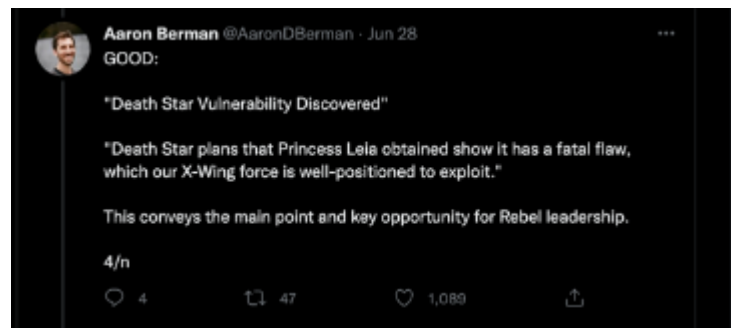 Aaron Berman @AaronDBerman · Jun 28
GOOD:
"Death Star Vulnerability Discovered"
"Death Star plans that Princess Leia obtained show it has a fatal flaw,
which our X-Wing force is well-positioned to exploit."
This conveys the main point and key opportunity for Rebel leadership.
4/n
4 47 1,089